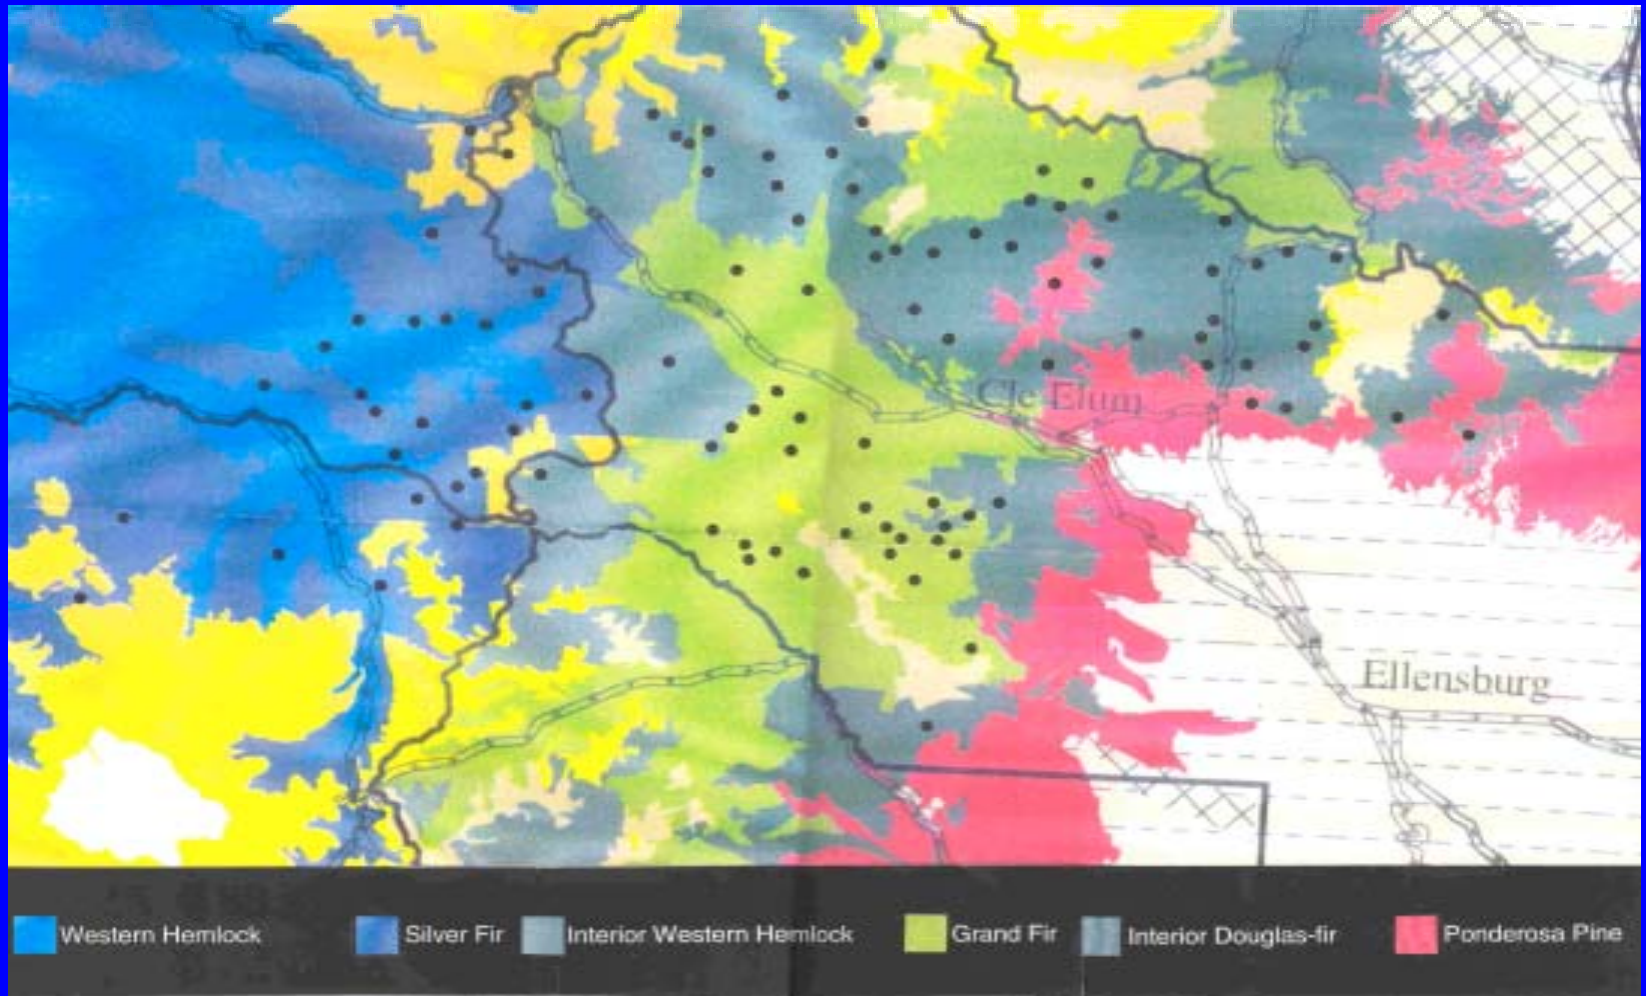 Cle Elum
Ellensburg
Western Hemlock
Silver Fir
Interior Western Hemlock
Grand Fir
Interior Douglas-fir
Ponderosa Pine